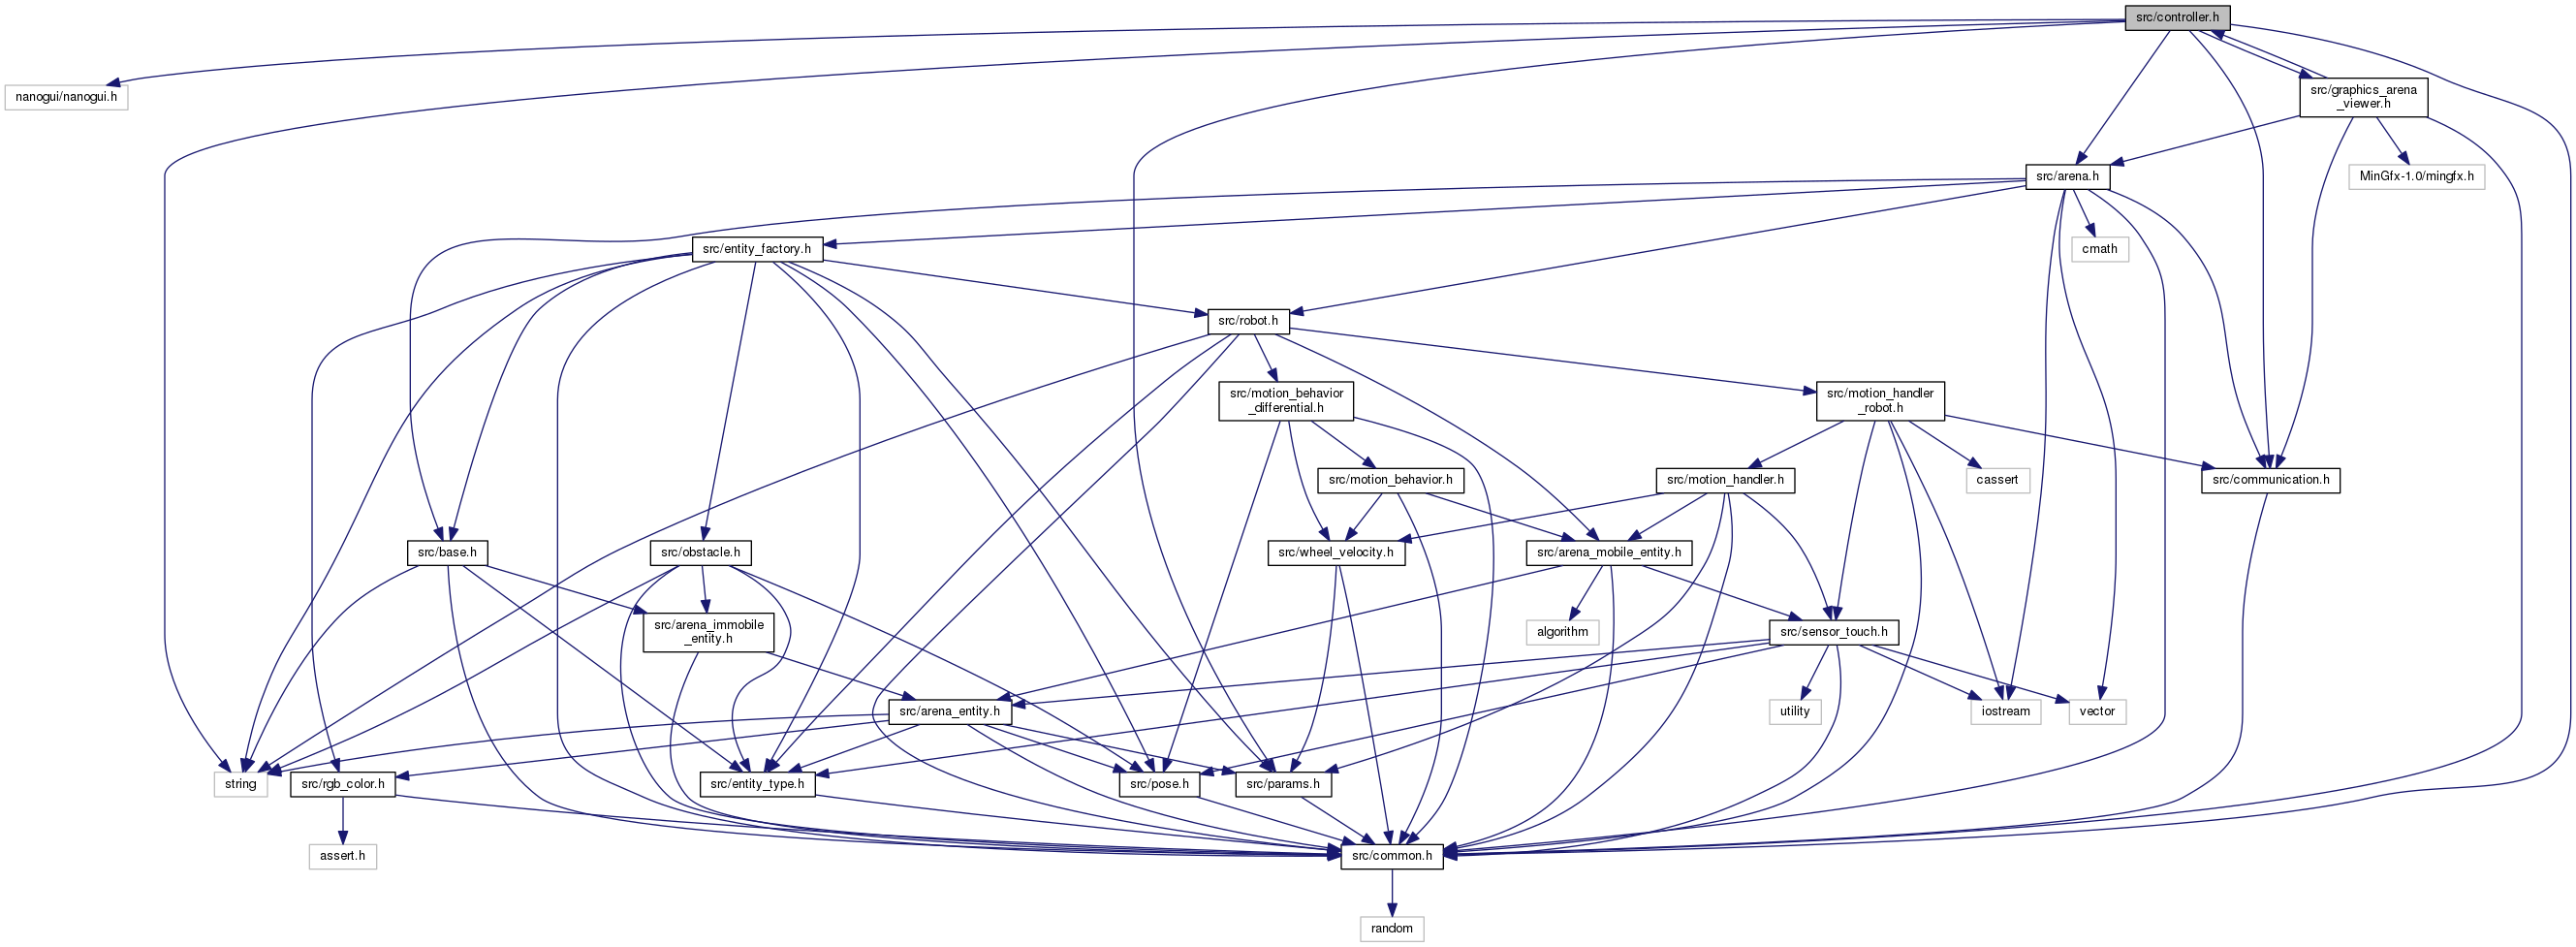 src/controller.h
nanogui/nanogui.h
src/graphics_arena
_viewer.h
src/arena.h
MinGfx-1.0/mingfx.h
src/entity_factory.h
cmath
src/robot.h
src/motion_behavior
_differential.h
src/motion_handler
_robot.h
src/motion_behavior.h
src/motion_handler.h
cassert
src/communication.h
src/base.h
src/obstacle.h
src/wheel_velocity.h
src/arena_mobile_entity.h
src/arena_immobile
_entity.h
algorithm
src/sensor_touch.h
src/arena_entity.h
utility
iostream
vector
string
src/rgb_color.h
src/entity_type.h
src/pose.h
src/params.h
assert.h
src/common.h
random